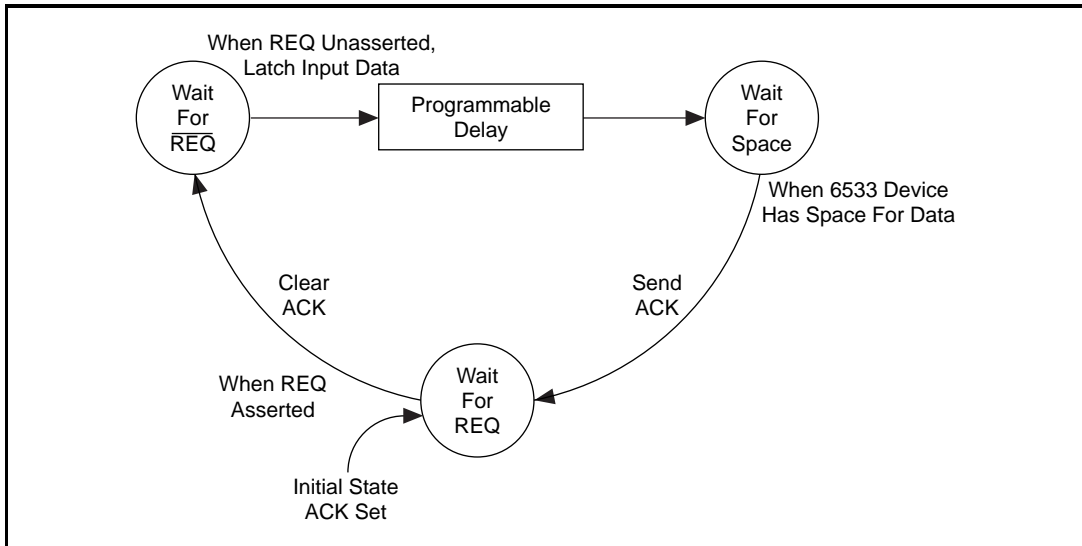 When REQ Unasserted,
Latch Input Data
Wait
For
R̅E̅Q̅
Programmable
Delay
Wait
For
Space
When 6533 Device
Has Space For Data
Clear
ACK
Send
ACK
When REQ
Asserted
Wait
For
REQ
Initial State
ACK Set